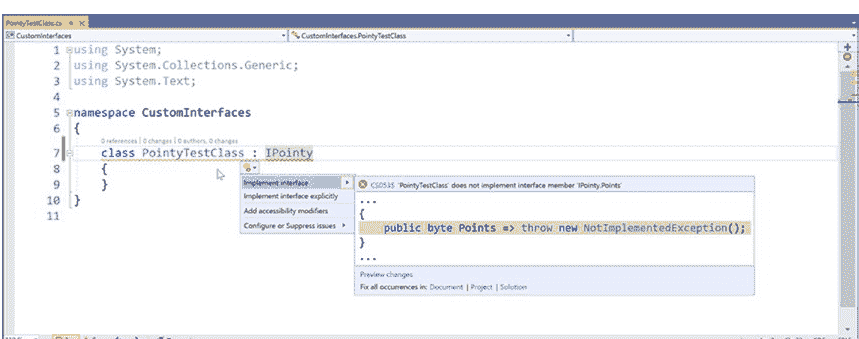 PointyTestClass.cs
CustomInterfaces
CustomInterfaces.PointyTestClass
1 using System;
2 using System.Collections.Generic;
3 using System.Text;
4
5 namespace CustomInterfaces
6 {
0 references | 0 changes | 0 authors, 0 changes
7 class PointyTestClass : IPointy
8 {
9 }
10 }
11
Implement interface
Implement interface explicitly
Add accessibility modifiers
Configure or Suppress issues
CS0535 'PointyTestClass' does not implement interface member 'IPointy.Points'
...
{
public byte Points => throw new NotImplementedException();
}
...
Preview changes
Fix all occurrences in: Document | Project | Solution